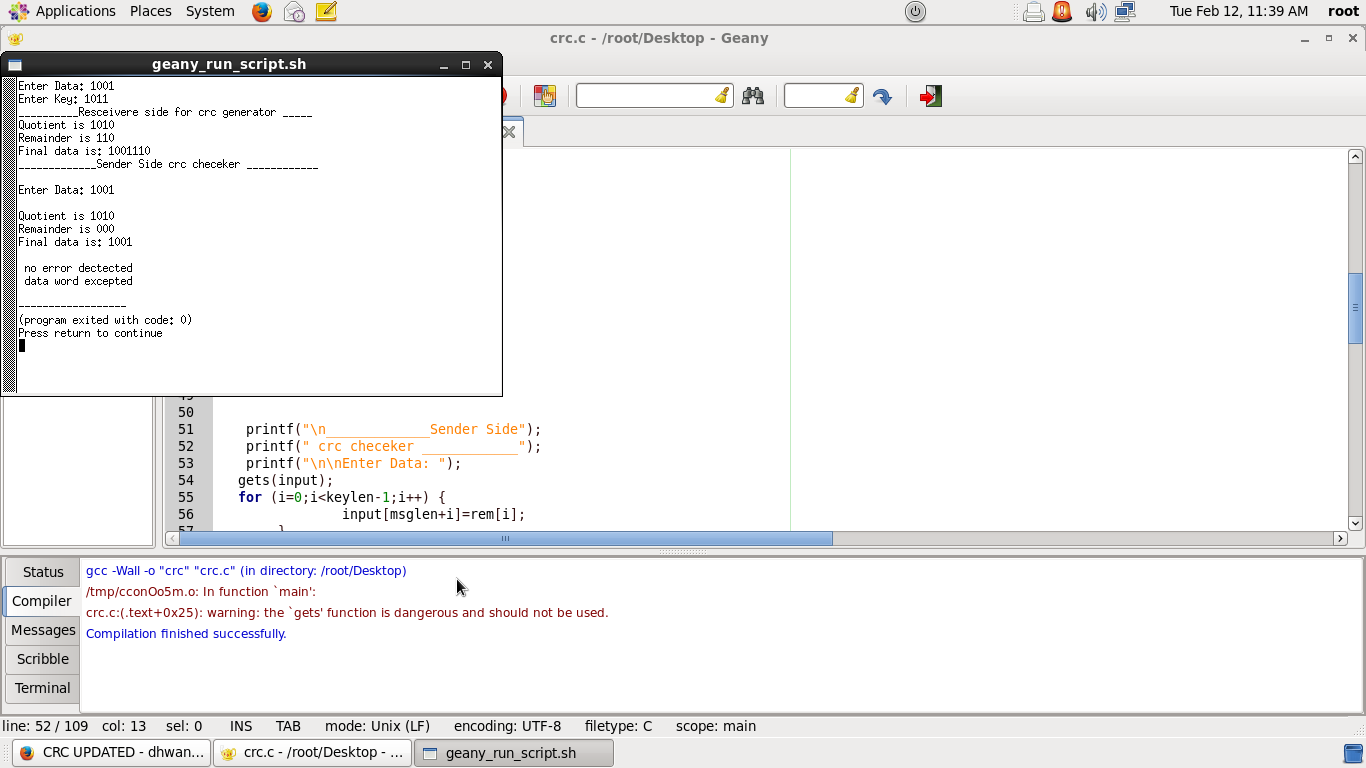 Applications Places System
Tue Feb 12, 11:39 AM root
crc.c - /root/Desktop - Geany
geany_run_script.sh
Enter Data: 1001
Enter Key: 1011
__________Resceivere side for crc generator _____
Quotient is 1010
Remainder is 110
Final data is: 1001110
_____________Sender Side crc checeker ____________
Enter Data: 1001
Quotient is 1010
Remainder is 000
Final data is: 1001
no error dectected
data word excepted
------------------
(program exited with code: 0)
Press return to continue
50
51 printf("\n_____________Sender Side");
52 printf(" crc checeker ____________");
53 printf("\n\nEnter Data: ");
54 gets(input);
55 for (i=0;i<keylen-1;i++) {
56 input[msglen+i]=rem[i];
57 }
Status
Compiler
Messages
Scribble
Terminal
gcc -Wall -o "crc" "crc.c" (in directory: /root/Desktop)
/tmp/cconOo5m.o: In function `main':
crc.c:(.text+0x25): warning: the `gets' function is dangerous and should not be used.
Compilation finished successfully.
line: 52 / 109 col: 13 sel: 0 INS TAB mode: Unix (LF) encoding: UTF-8 filetype: C scope: main
CRC UPDATED - dhwan... crc.c - /root/Desktop - ... geany_run_script.sh